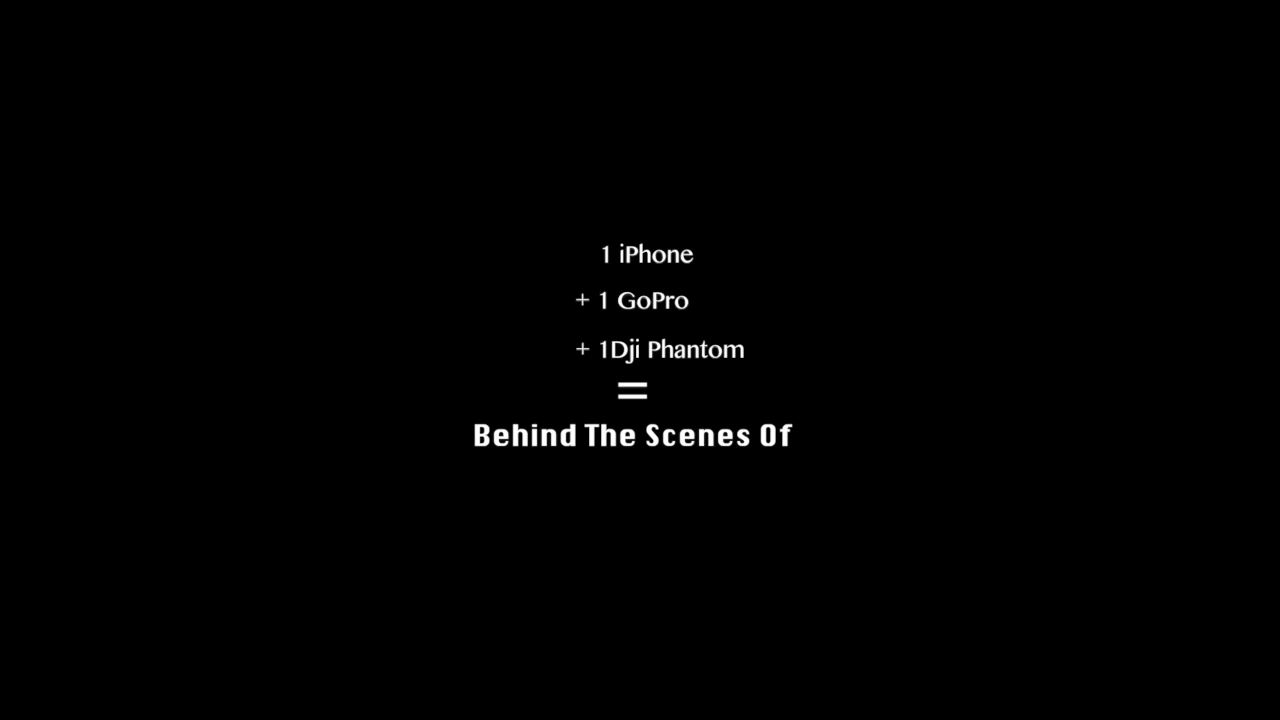 1 iPhone
+ 1 GoPro
+ 1Dji Phantom
=
Behind The Scenes Of